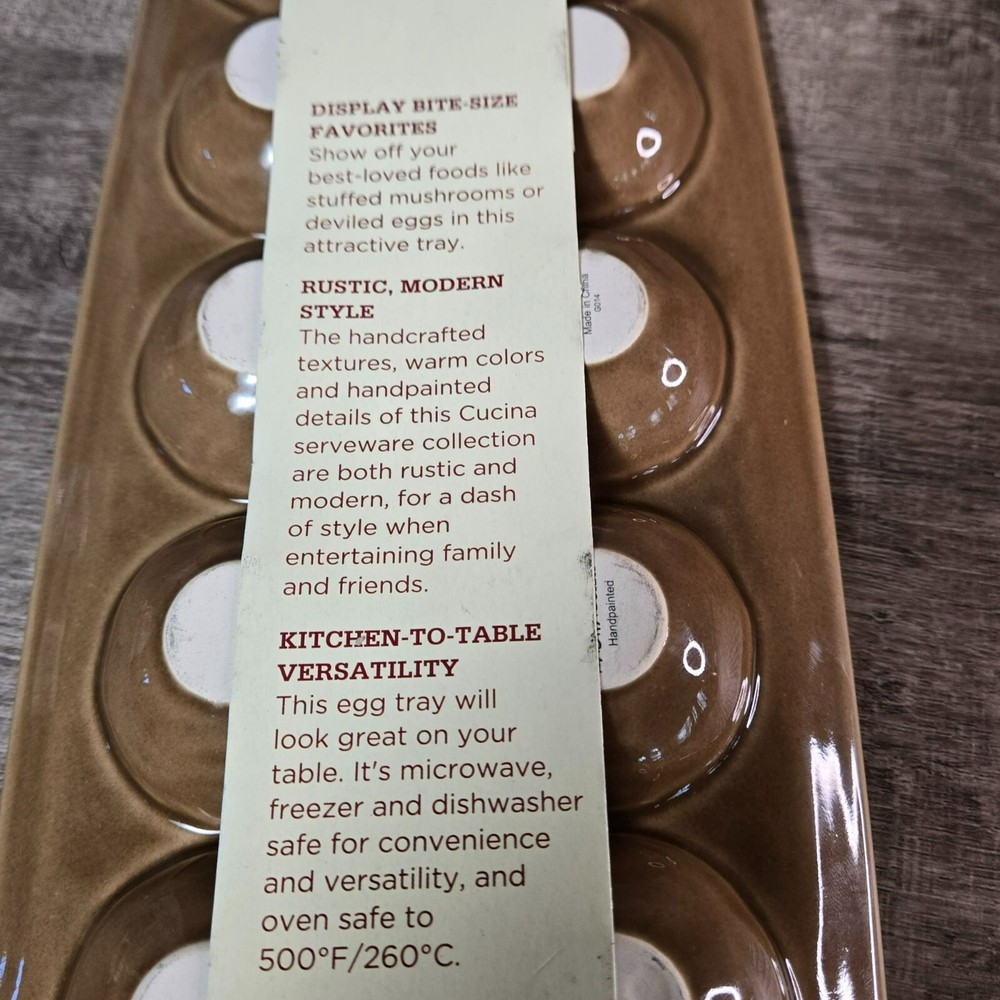 DISPLAY BITE-SIZE
FAVORITES
Show off your
best-loved foods like
stuffed mushrooms or
deviled eggs in this
attractive tray.
RUSTIC, MODERN
STYLE
The handcrafted
textures, warm colors
and handpainted
details of this Cucina
serveware collection
are both rustic and
modern, for a dash
of style when
entertaining family
and friends.
KITCHEN-TO-TABLE
VERSATILITY
This egg tray will
look great on your
table. It's microwave,
freezer and dishwasher
safe for convenience
and versatility, and
oven safe to
500°F/260°C.
Made in China
G014
Handpainted